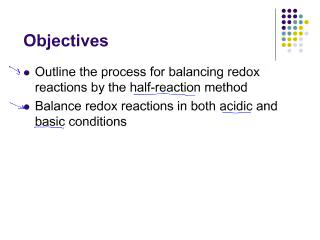 Objectives
Outline the process for balancing redox
reactions by the half-reaction method
Balance redox reactions in both acidic and
basic conditions